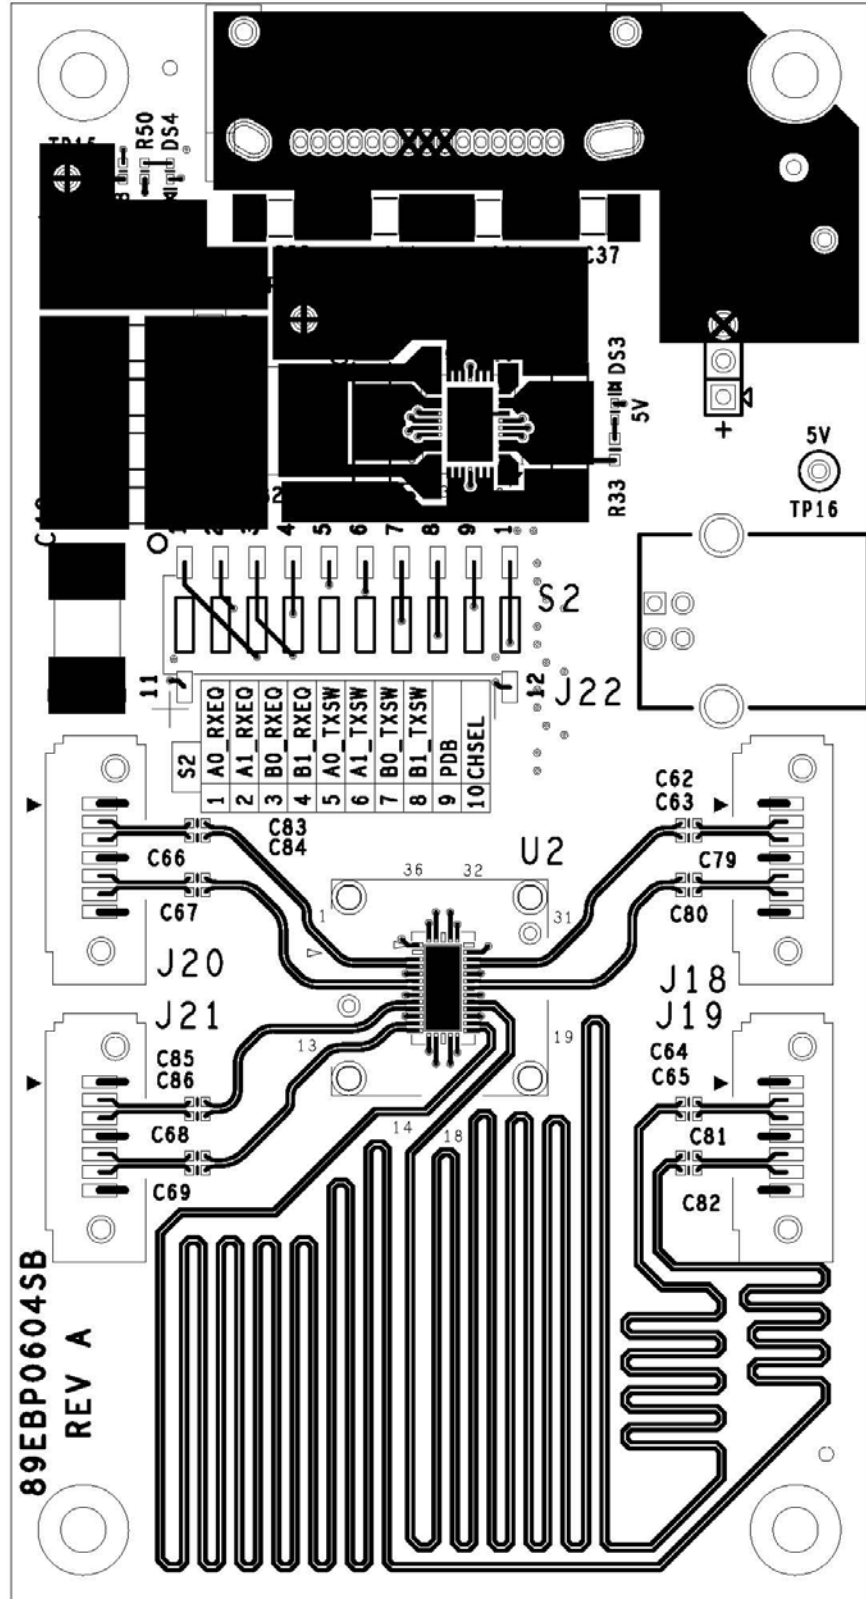 R50
DS4
C37
DS3
5V
R33
5V
TP16
+
1
2
3
4
5
6
7
8
9
1
S2
J22
11
12
S2
1 A0_RXEQ
2 A1_RXEQ
3 B0_RXEQ
4 B1_RXEQ
5 A0_TXSW
6 A1_TXSW
7 B0_TXSW
8 B1_TXSW
9 PDB
10 CHSEL
C62
C63
C83
C84
C66
C79
U2
36 32
C67
C80
1
31
J20
J18
J21
J19
13
19
C85
C86
C64
C65
C68
C81
14
18
C69
C82
89EBP0604SB
REV A